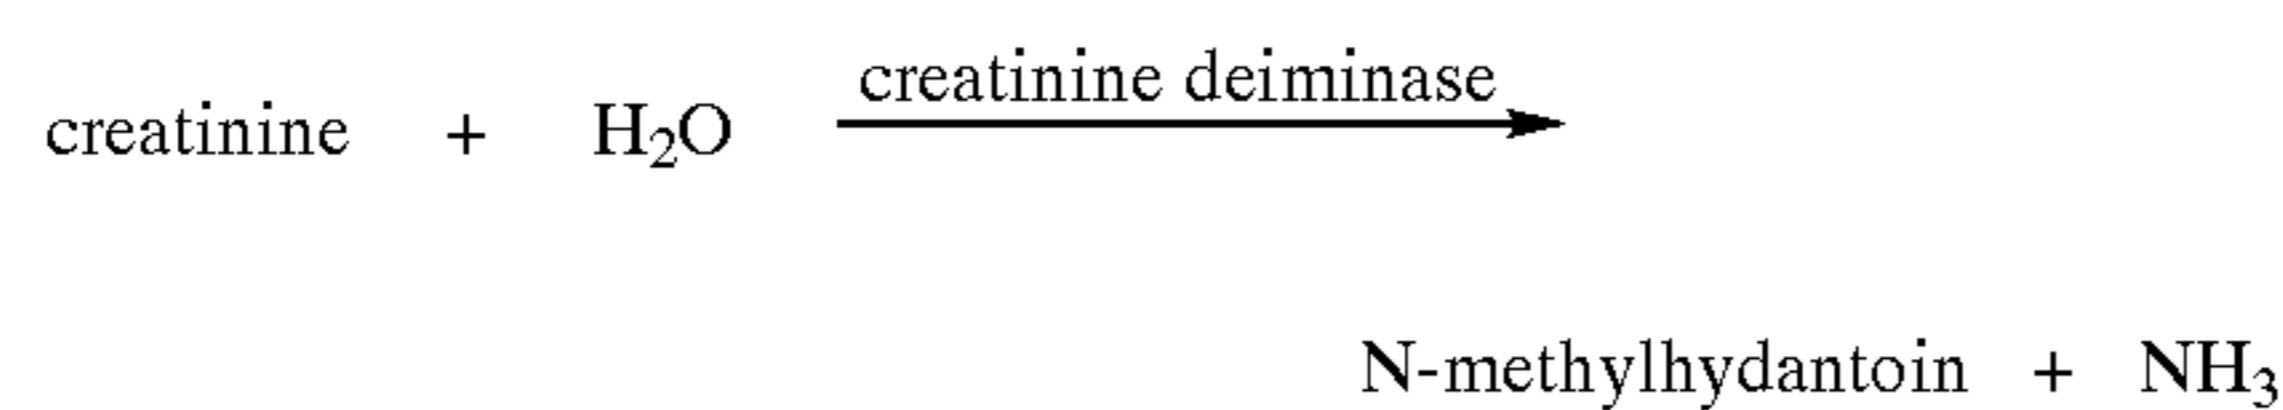 creatinine deiminase
creatinine + H₂O
N-methylhydantoin + NH₃